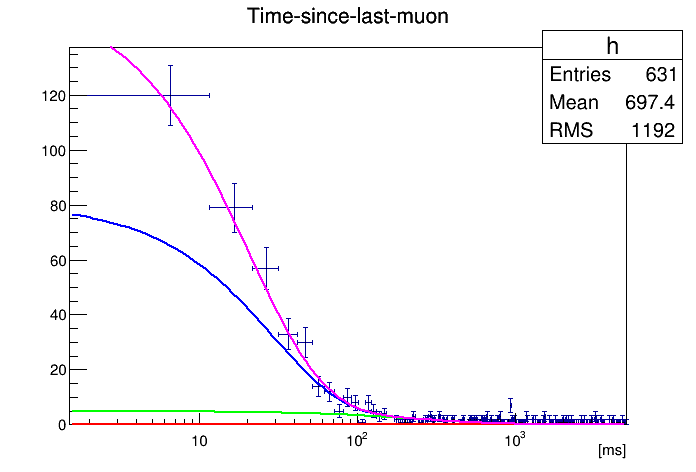 Time-since-last-muon
h
Entries 631
Mean 697.4
RMS 1192
120
100
80
60
40
20
0
10 10² 10³
[ms]